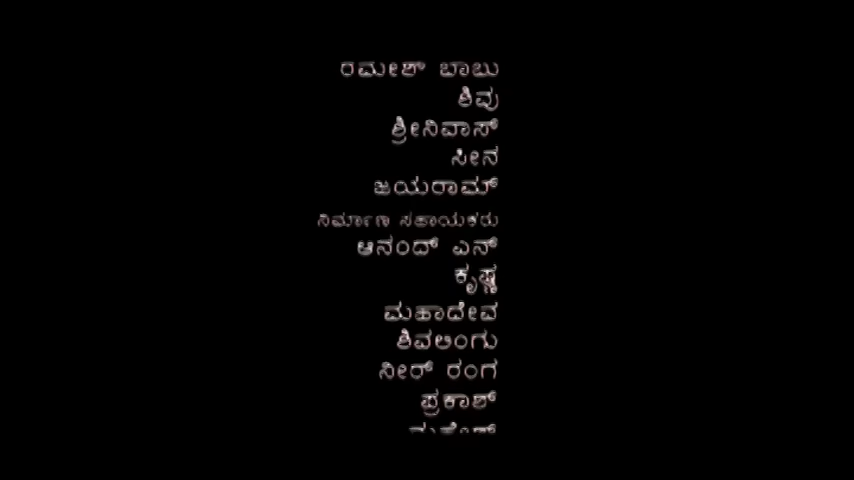 ರಮೇಶ್ ಬಾಬು
ಶಿವು
ಶ್ರೀನಿವಾಸ್
ಸೀನ
ಜಯರಾಮ್
ನಿರ್ಮಾಣ ಸಹಾಯಕರು
ಆನಂದ್ ಎನ್
ಕೃಷ್ಣ
ಮಹಾದೇವ
ಶಿವಲಿಂಗು
ನೀರ್ ರಂಗ
ಪ್ರಕಾಶ್